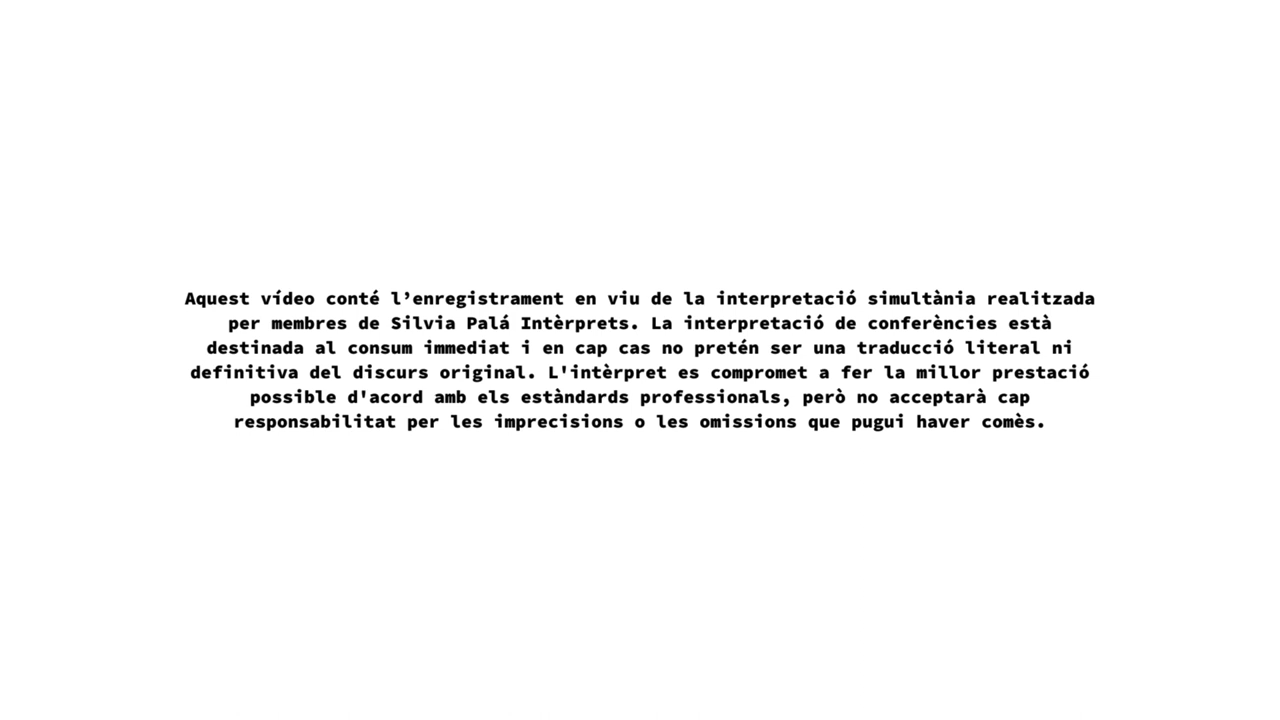 Aquest vídeo conté l’enregistrament en viu de la interpretació simultània realitzada
per membres de Silvia Palá Intèrprets. La interpretació de conferències està
destinada al consum immediat i en cap cas no pretén ser una traducció literal ni
definitiva del discurs original. L'intèrpret es compromet a fer la millor prestació
possible d'acord amb els estàndards professionals, però no acceptarà cap
responsabilitat per les imprecisions o les omissions que pugui haver comès.